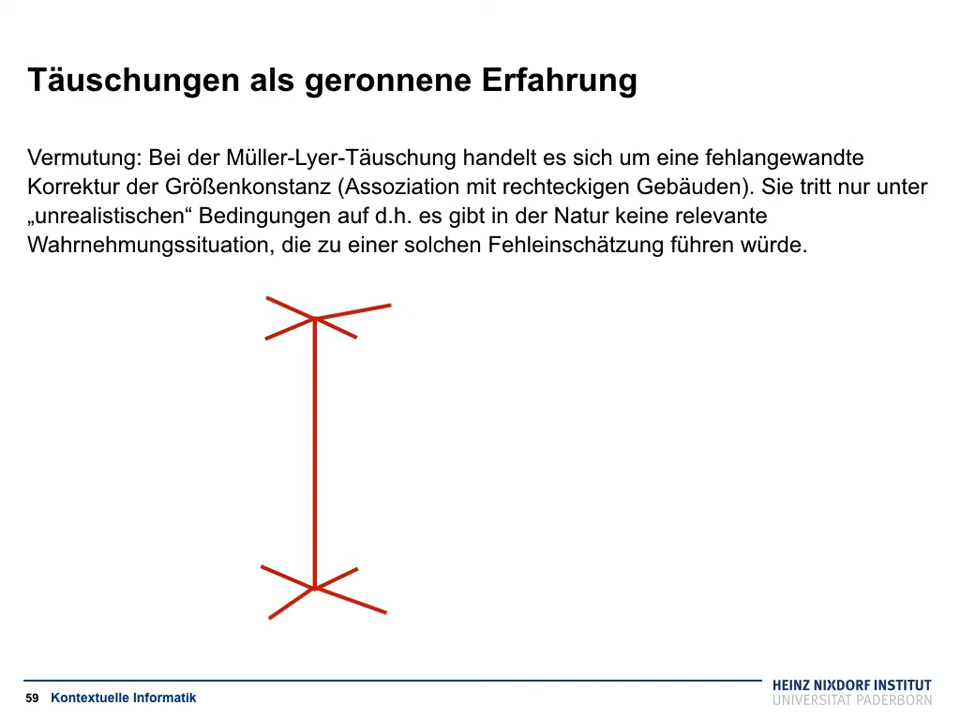 Täuschungen als geronnene Erfahrung
Vermutung: Bei der Müller-Lyer-Täuschung handelt es sich um eine fehlangewandte
Korrektur der Größenkonstanz (Assoziation mit rechteckigen Gebäuden). Sie tritt nur unter
„unrealistischen“ Bedingungen auf d.h. es gibt in der Natur keine relevante
Wahrnehmungssituation, die zu einer solchen Fehleinschätzung führen würde.
59 Kontextuelle Informatik
HEINZ NIXDORF INSTITUT
UNIVERSITÄT PADERBORN